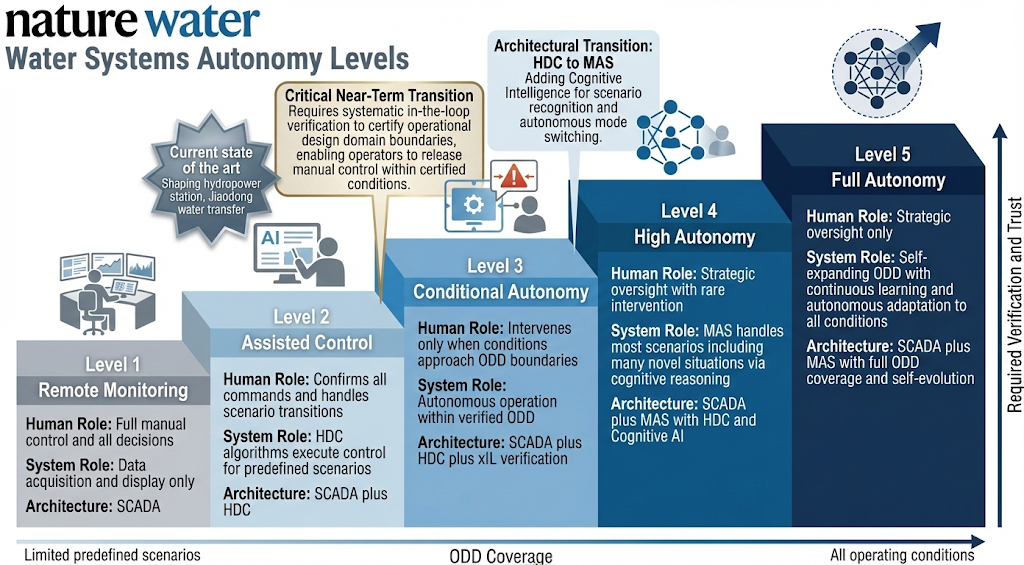 nature water
Water Systems Autonomy Levels
Current state
of the art
Shaping hydropower
station, Jiaodong
water transfer
Critical Near-Term Transition
Requires systematic in-the-loop
verification to certify operational
design domain boundaries,
enabling operators to release
manual control within certified
conditions.
Architectural Transition:
HDC to MAS
Adding Cognitive
Intelligence for scenario
recognition and
autonomous mode
switching.
AI
Level 1
Remote Monitoring
Human Role: Full manual
control and all decisions
System Role: Data
acquisition and display only
Architecture: SCADA
Level 2
Assisted Control
Human Role: Confirms all
commands and handles
scenario transitions
System Role: HDC
algorithms execute control
for predefined scenarios
Architecture: SCADA plus
HDC
Level 3
Conditional Autonomy
Human Role: Intervenes
only when conditions
approach ODD boundaries
System Role:
Autonomous operation
within verified ODD
Architecture: SCADA plus
HDC plus xIL verification
Level 4
High Autonomy
Human Role: Strategic
oversight with rare
intervention
System Role: MAS handles
most scenarios including
many novel situations via
cognitive reasoning
Architecture: SCADA
plus MAS with HDC and
Cognitive AI
Level 5
Full Autonomy
Human Role: Strategic
oversight only
System Role: Self-
expanding ODD with
continuous learning and
autonomous adaptation to
all conditions
Architecture: SCADA plus
MAS with full ODD
coverage and self-evolution
Required Verification and Trust
Limited predefined scenarios
ODD Coverage
All operating conditions